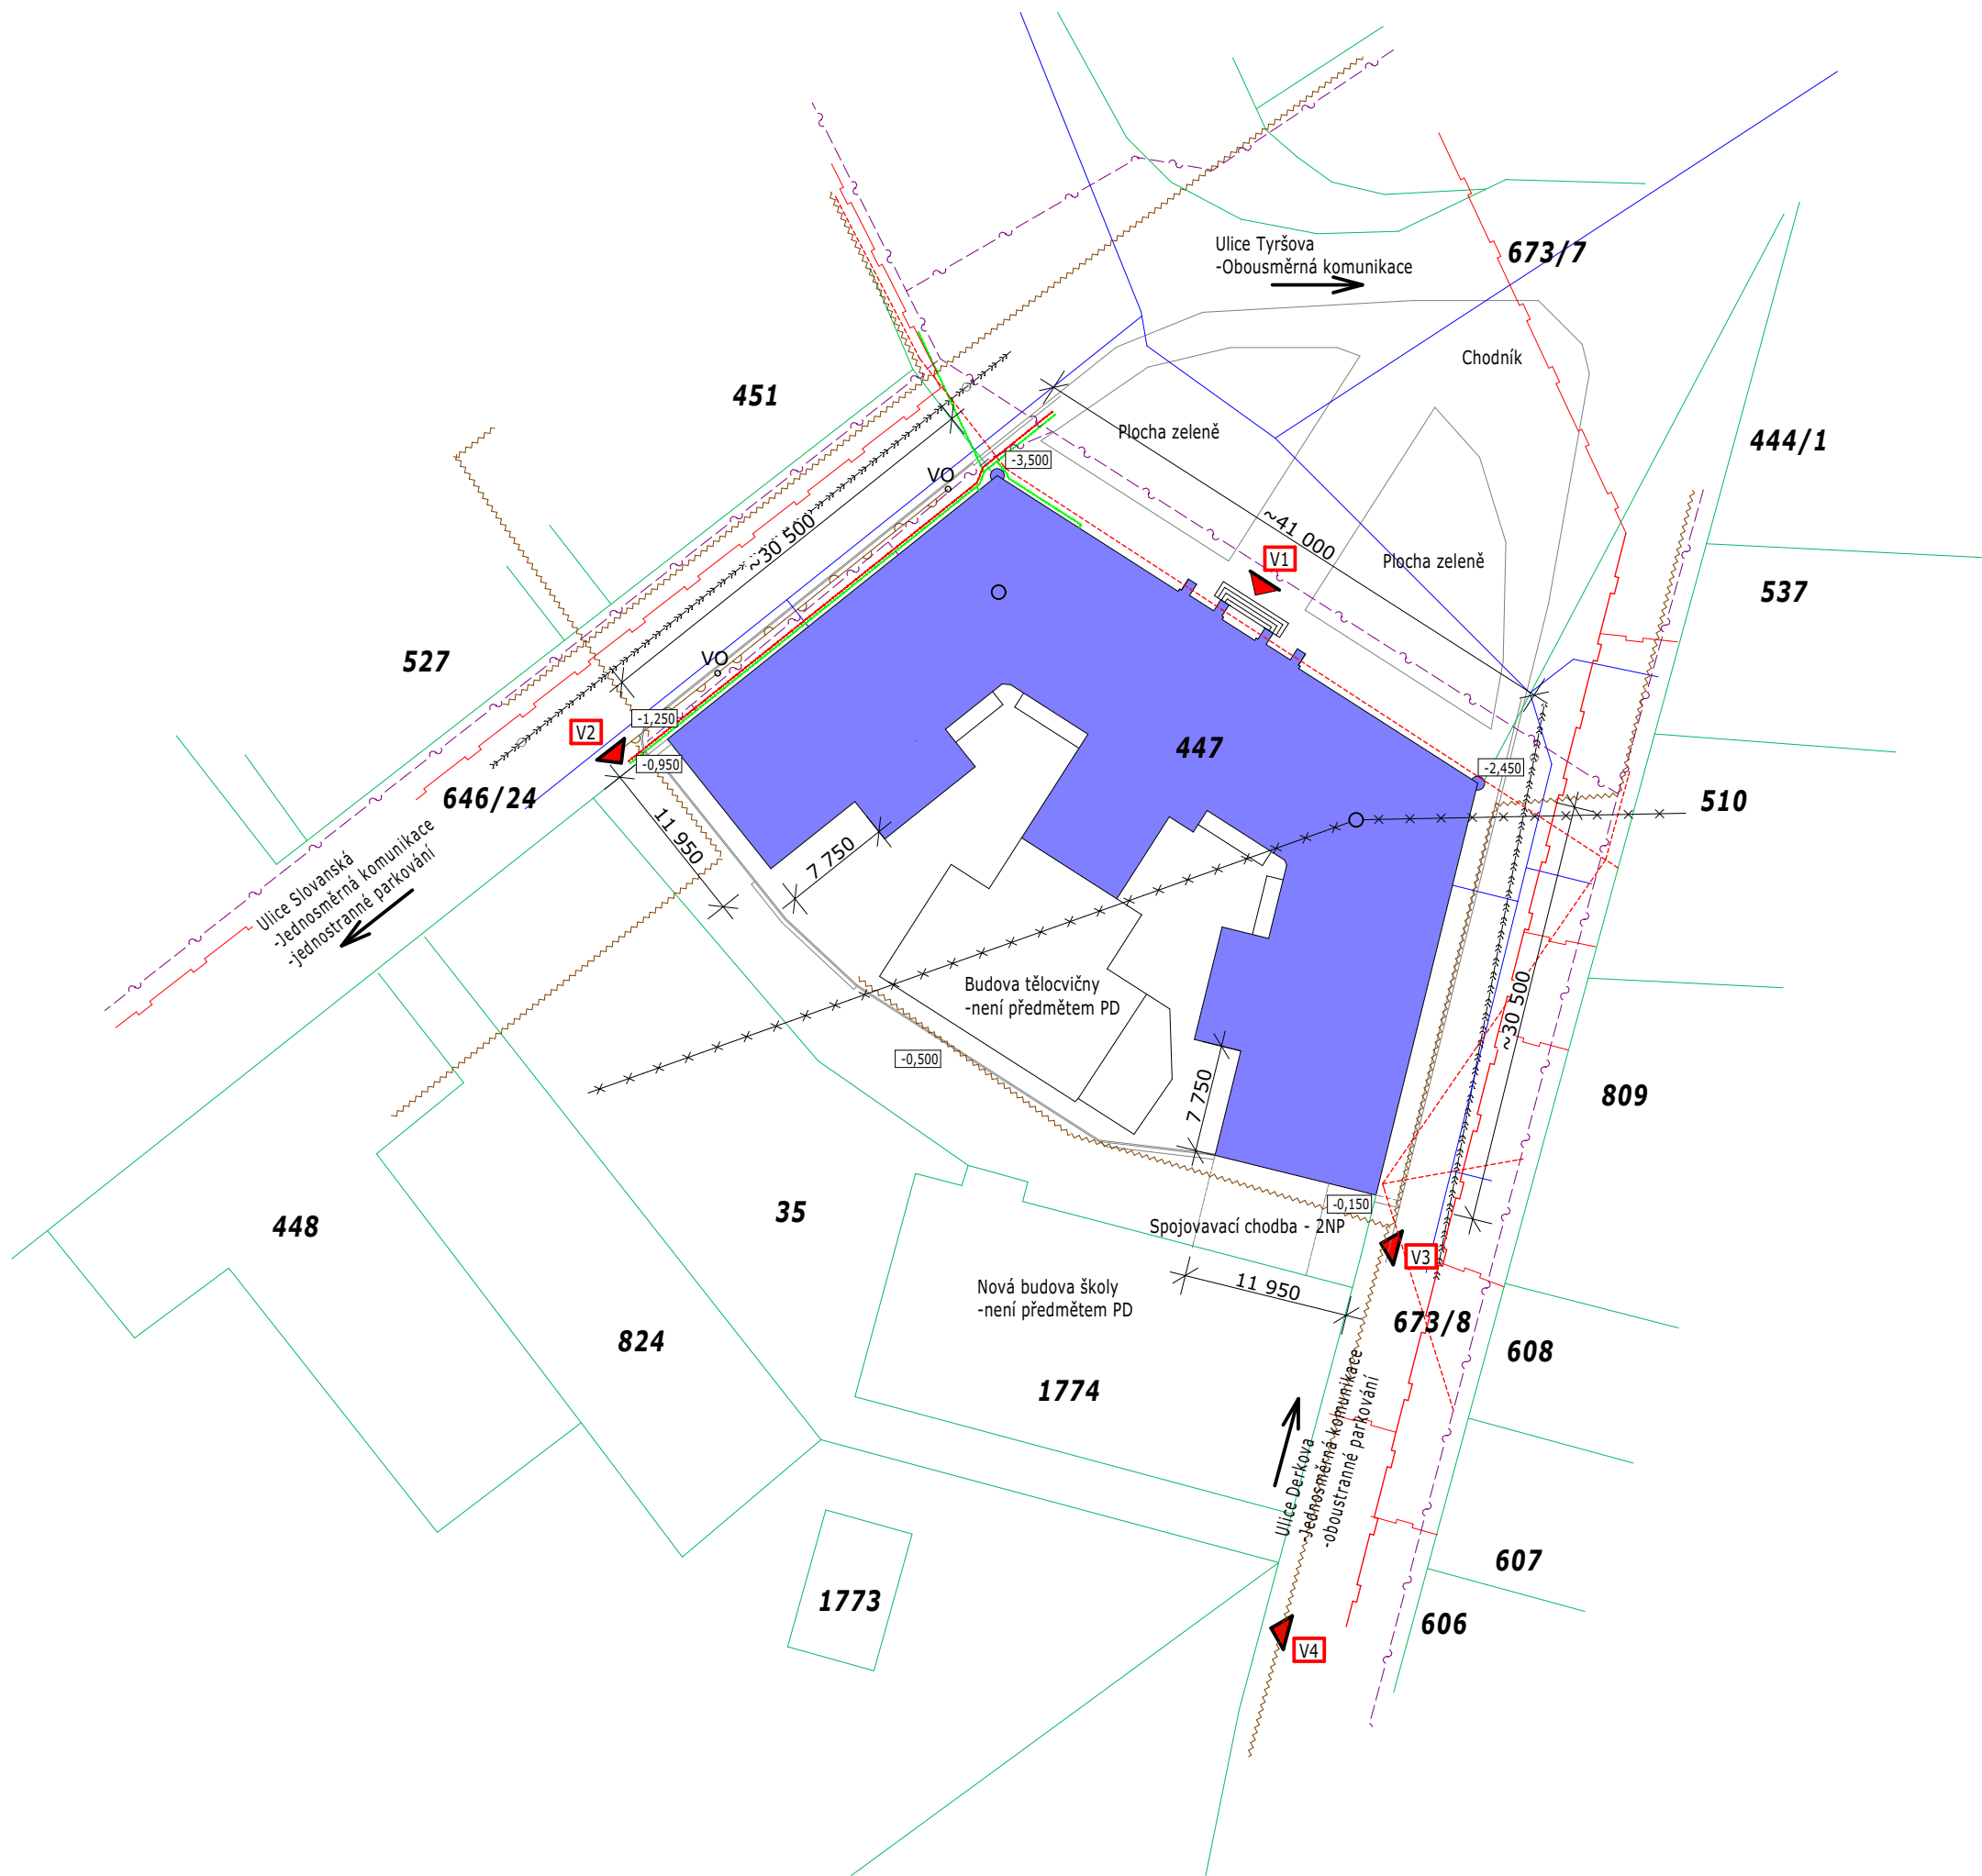 Ulice Tyršova
-Obousměrná komunikace
673/7
Chodník
451
Plocha zeleně
444/1
-3,500
VO
~41 000
~30 500
V1
Plocha zeleně
537
VO
527
-1,250
V2
-0,950
447
-2,450
646/24
510
11 950
7 750
Ulice Slovanská
-Jednosměrná komunikace
-jednostranné parkování
Budova tělocvičny
-není předmětem PD
~30 500
-0,500
7 750
809
35
448
-0,150
Spojovavací chodba - 2NP
V3
Nová budova školy
-není předmětem PD
11 950
673/8
824
608
1774
Ulice Derkova
-Jednosměrná komunikace
-oboustranné parkování
607
1773
606
V4